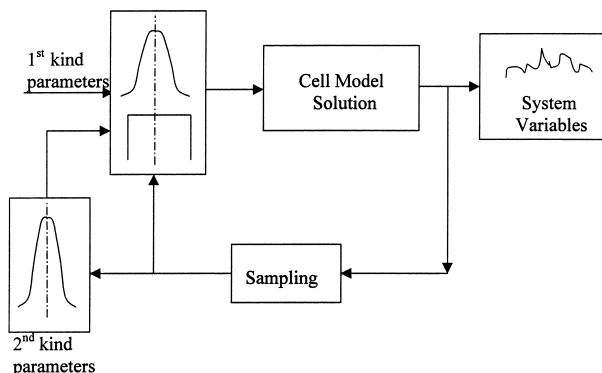 1st kind
parameters
Cell Model
Solution
System
Variables
Sampling
2nd kind
parameters